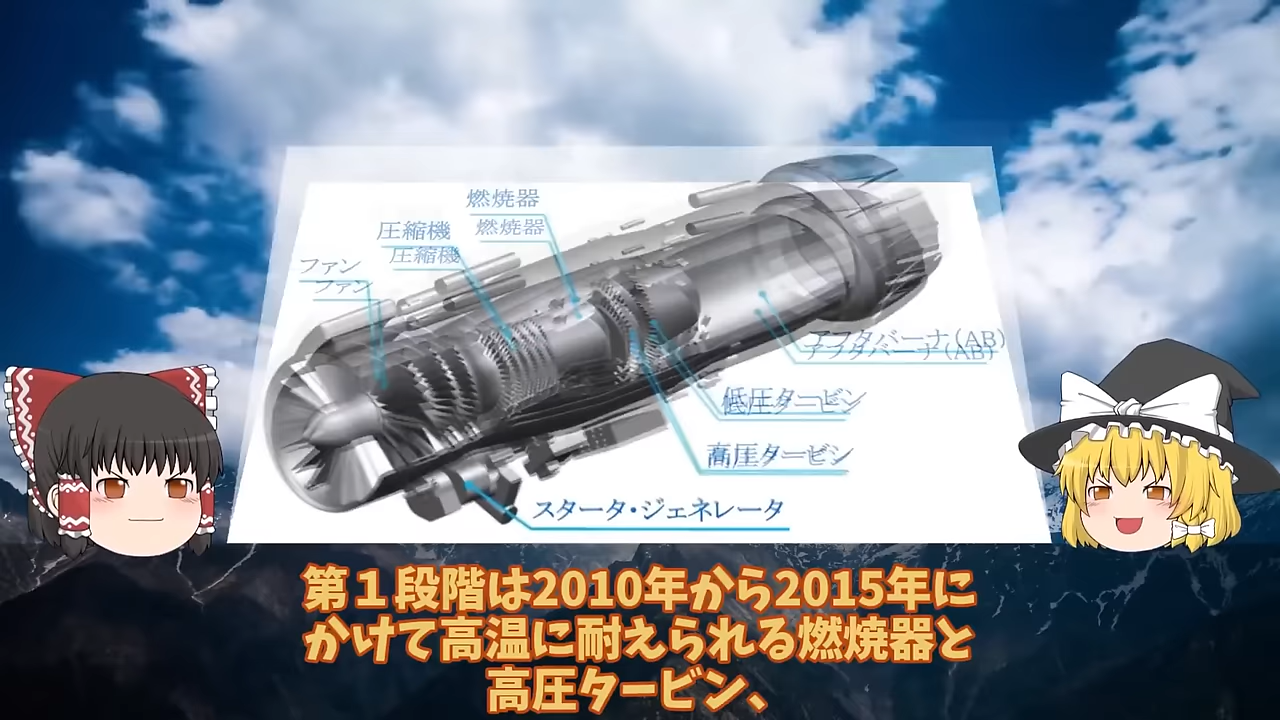 燃焼器
燃焼器
圧縮機
圧縮機
ファン
ファン
アフタバーナ(AB)
アフタバーナ(AB)
低圧タービン
高圧タービン
スタータ・ジェネレータ
第１段階は2010年から2015年に
かけて高温に耐えられる燃焼器と
高圧タービン、